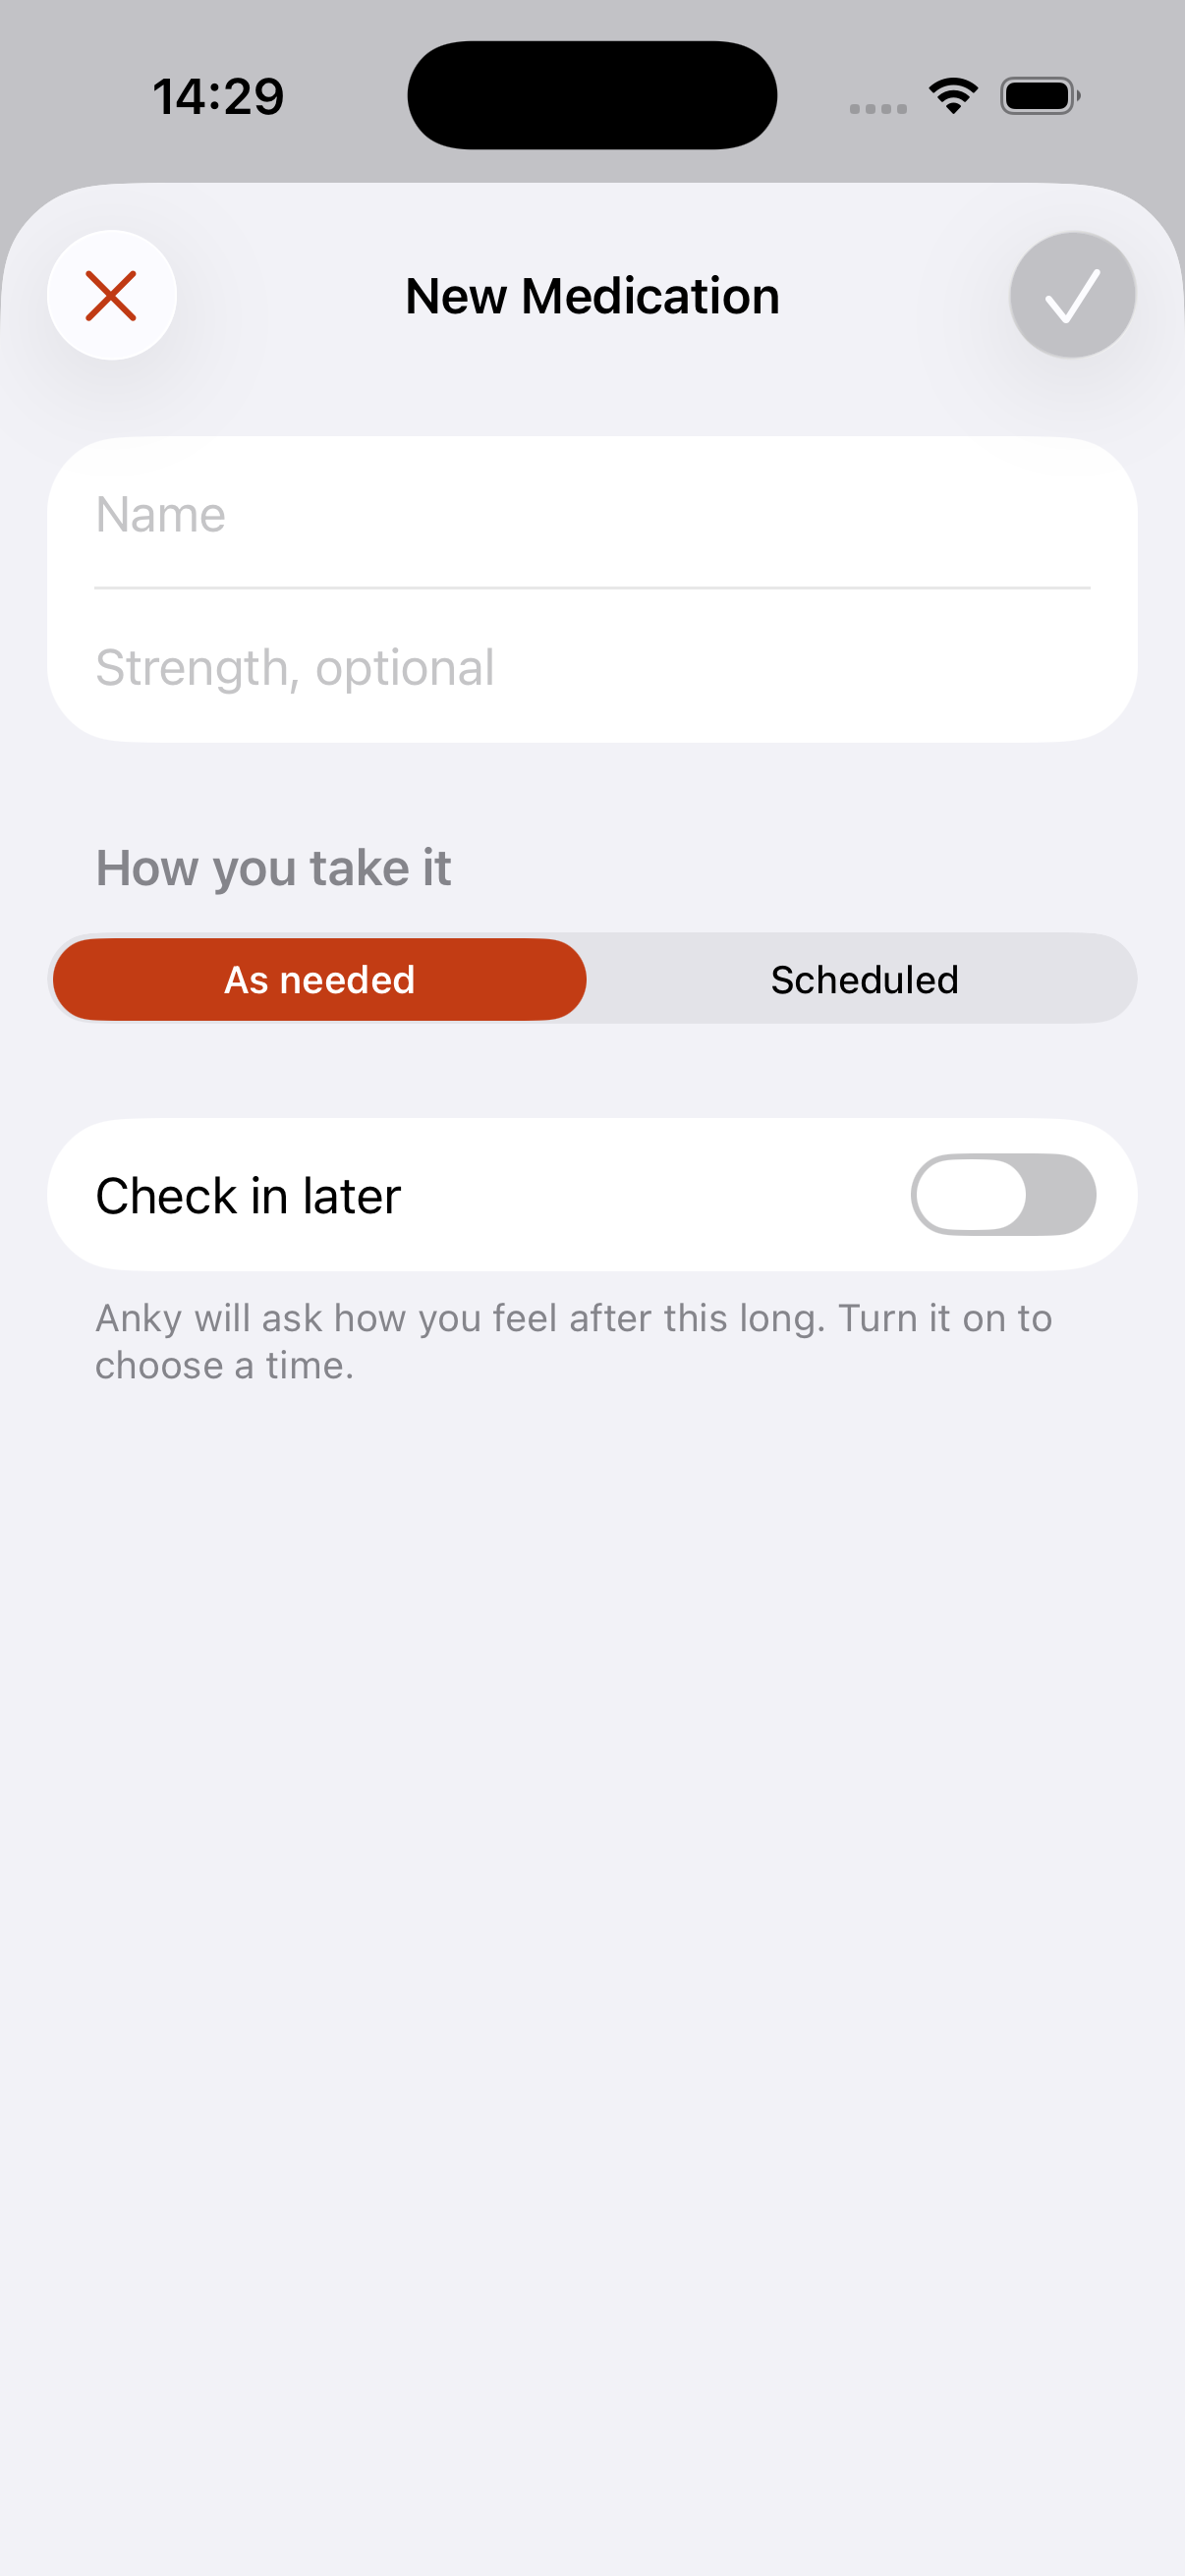 14:29
New Medication
Name
Strength, optional
How you take it
As needed
Scheduled
Check in later
Anky will ask how you feel after this long. Turn it on to
choose a time.